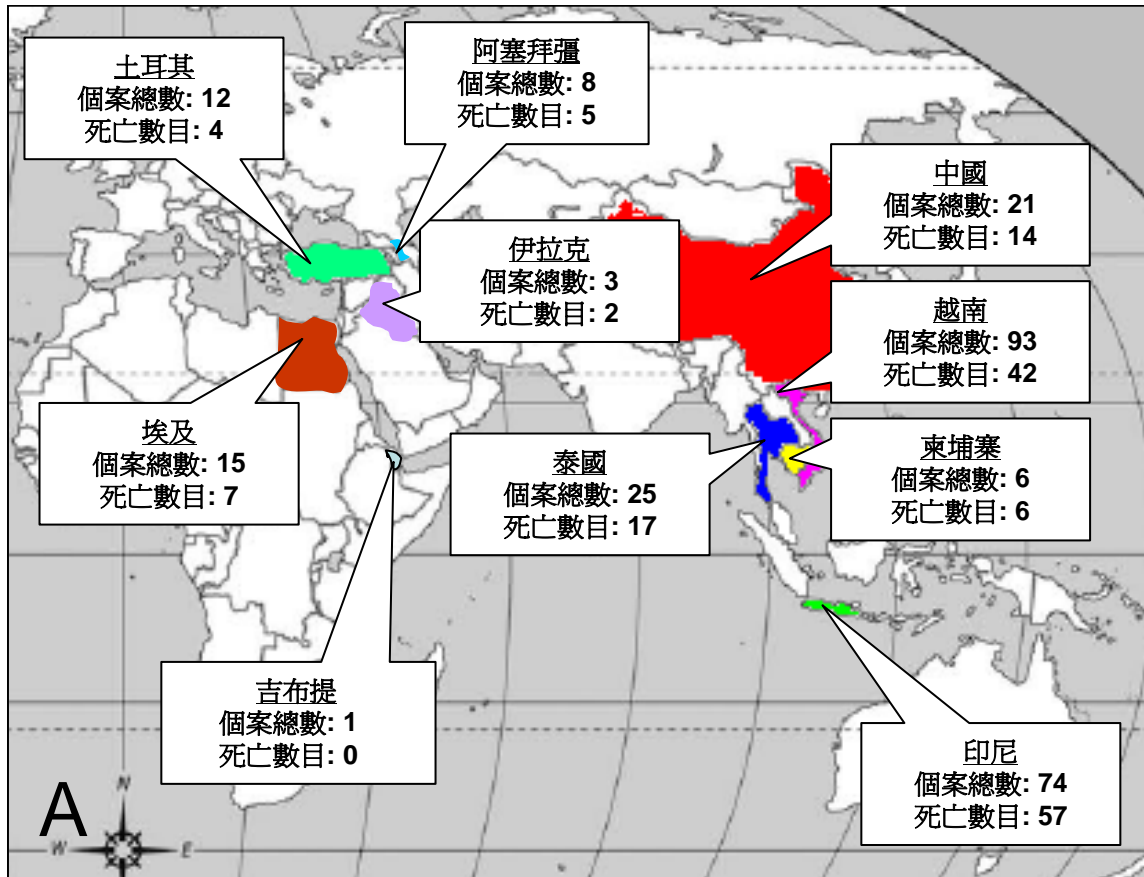 土耳其
個案總數: 12
死亡數目: 4
阿塞拜彊
個案總數: 8
死亡數目: 5
中國
個案總數: 21
死亡數目: 14
伊拉克
個案總數: 3
死亡數目: 2
越南
個案總數: 93
死亡數目: 42
埃及
個案總數: 15
死亡數目: 7
泰國
個案總數: 25
死亡數目: 17
柬埔寨
個案總數: 6
死亡數目: 6
吉布提
個案總數: 1
死亡數目: 0
印尼
個案總數: 74
死亡數目: 57
A
N
W E